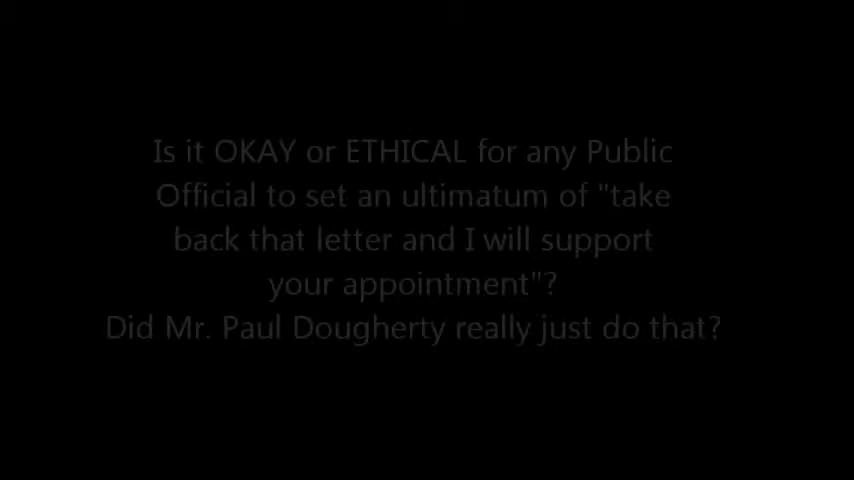 Is it OKAY or ETHICAL for any Public
Official to set an ultimatum of "take
back that letter and I will support
your appointment"?
Did Mr. Paul Dougherty really just do that?